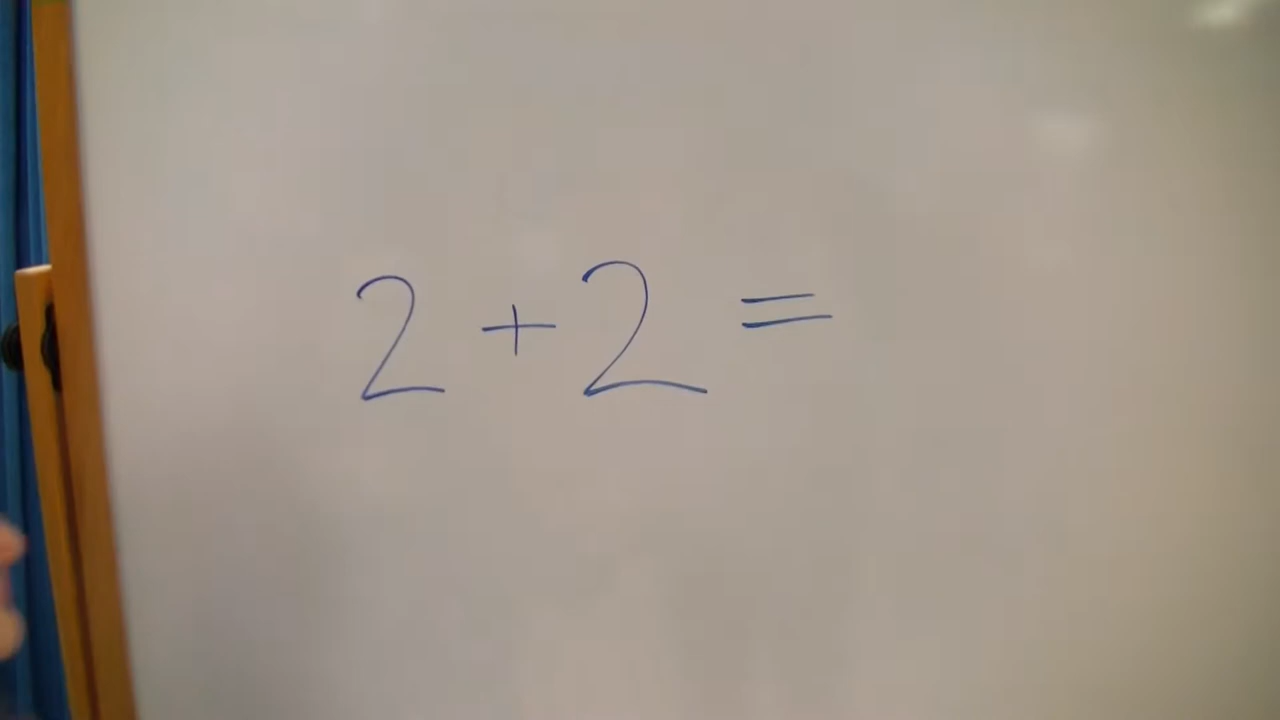 2 + 2 =